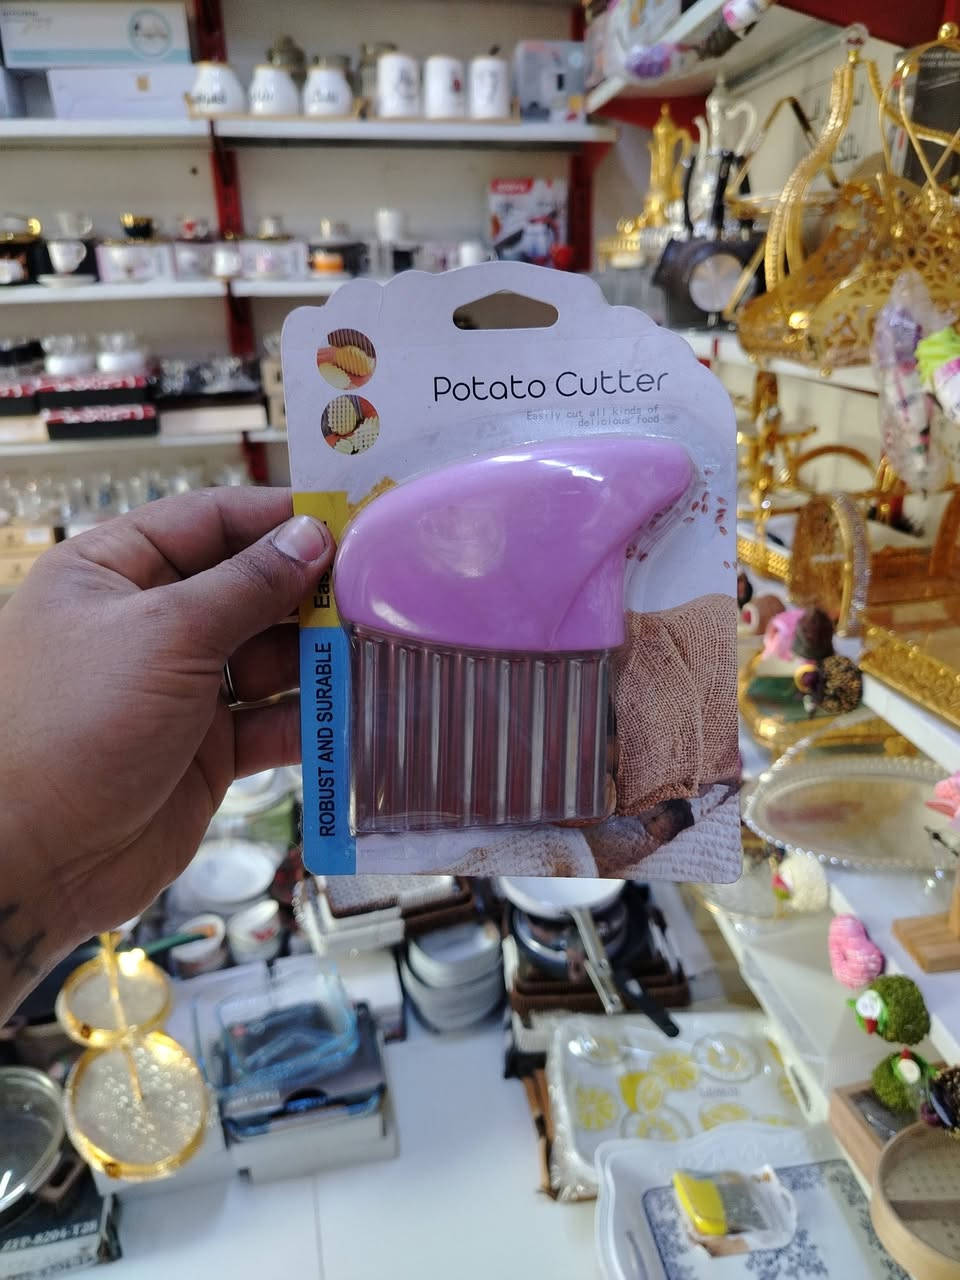 Potato Cutter
Easily cut all kinds of
delicious food
ROBUST AND SURABLE